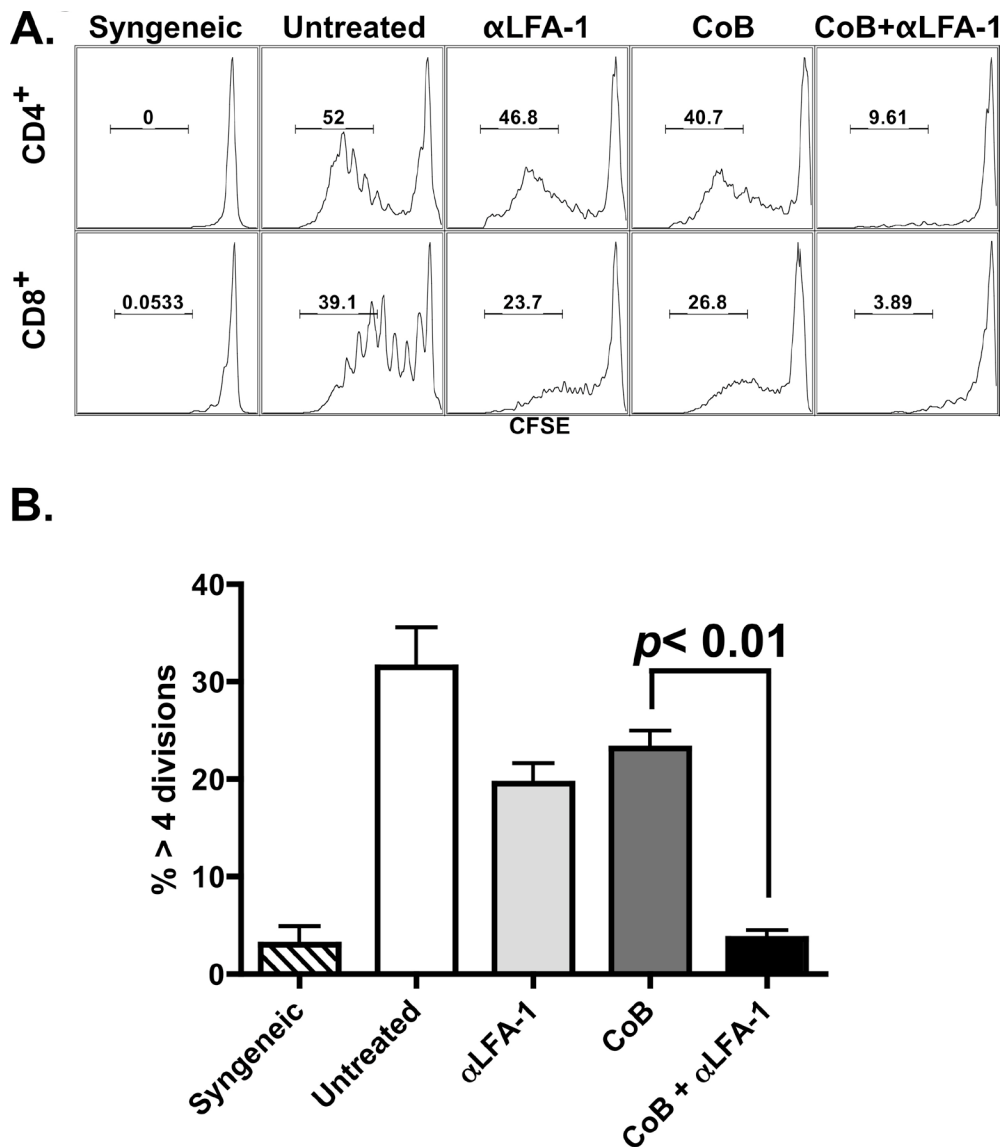 A.
Syngeneic Untreated αLFA-1 CoB CoB+αLFA-1
CD4+
0 52 46.8 40.7 9.61
CD8+
0.0533 39.1 23.7 26.8 3.89
CFSE
B.
% > 4 divisions
40
30
20
10
0
p< 0.01
Syngeneic
Untreated
αLFA-1
CoB
CoB + αLFA-1